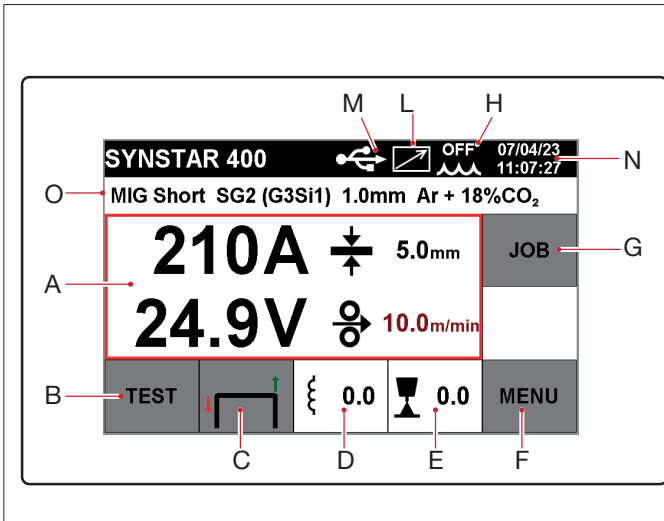 M L H
SYNSTAR 400 OFF 07/04/23
11:07:27 N
O MIG Short SG2 (G3Si1) 1.0mm Ar + 18%CO₂
210A 5.0mm JOB G
A
24.9V 10.0m/min
B TEST 0.0 0.0 MENU
C D E F